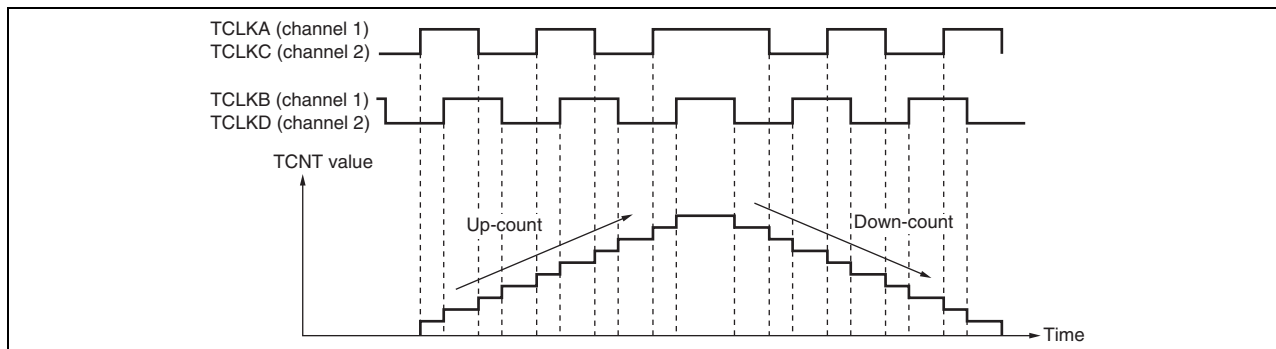 TCLKA (channel 1)
TCLKC (channel 2)
TCLKB (channel 1)
TCLKD (channel 2)
TCNT value
Up-count
Down-count
Time